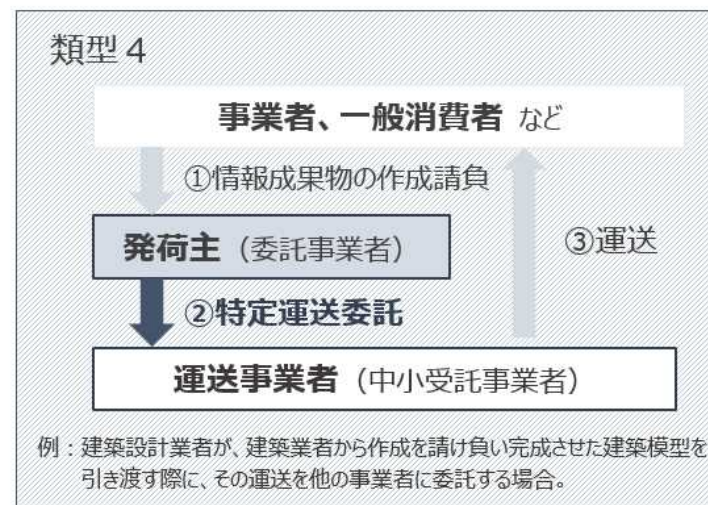 類型４
事業者、一般消費者 など
①情報成果物の作成請負
発荷主（委託事業者）
③運送
②特定運送委託
運送事業者（中小受託事業者）
例：建築設計業者が、建築業者から作成を請け負い完成させた建築模型を
引き渡す際に、その運送を他の事業者に委託する場合。